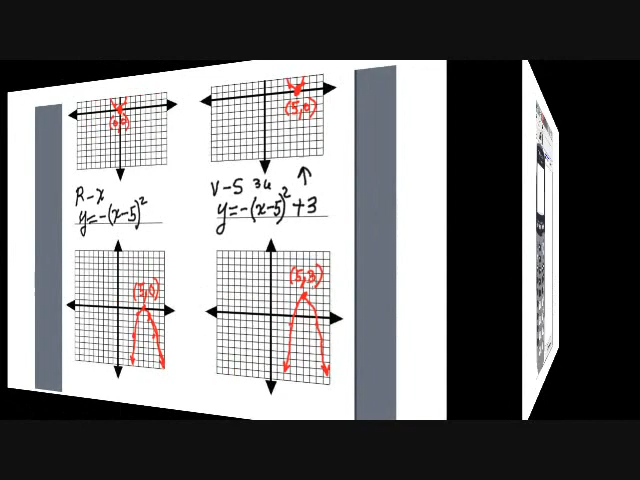 (0,0)
(5,0)
R-x
y=-(x-5)²
V-S 3u ↑
y=-(x-5)²+3
(5,0)
(5,3)